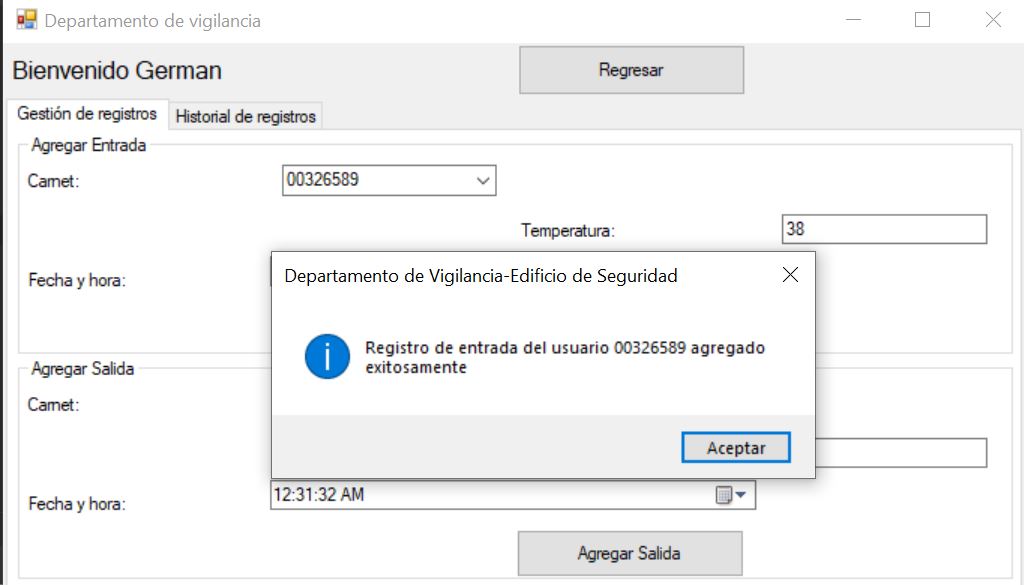 Departamento de vigilancia
Bienvenido German
Regresar
Gestión de registros
Historial de registros
Agregar Entrada
Carnet:
00326589
Temperatura:
38
Fecha y hora:
Departamento de Vigilancia-Edificio de Seguridad
Registro de entrada del usuario 00326589 agregado
exitosamente
Aceptar
Agregar Salida
Carnet:
Fecha y hora:
12:31:32 AM
Agregar Salida